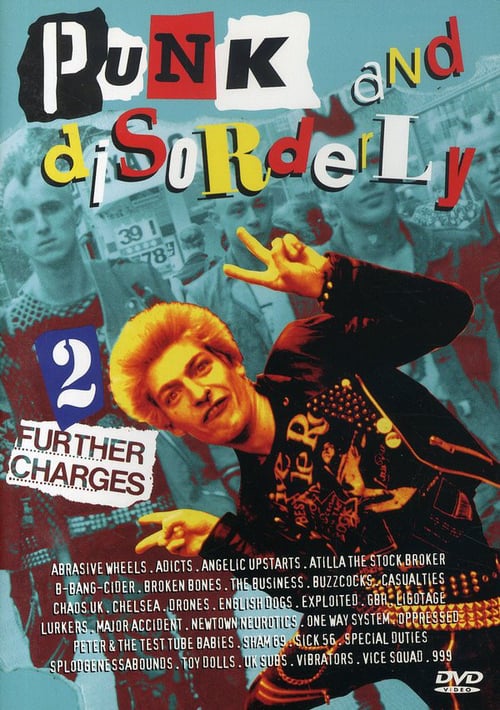 PUNK and
disORderLy
39
78
2
FURTHER
CHARGES
ABRASIVE WHEELS . ADICTS . ANGELIC UPSTARTS . ATILLA THE STOCK BROKER
B-BANG-CIDER . BROKEN BONES . THE BUSINESS . BUZZCOCKS . CASUALTIES
CHAOS UK . CHELSEA . DRONES . ENGLISH DOGS . EXPLOITED . GBH . LIGOTAGE
LURKERS . MAJOR ACCIDENT . NEWTOWN NEUROTICS . ONE WAY SYSTEM . OPPRESSED
PETER & THE TEST TUBE BABIES . SHAM 69 . SICK 56 . SPECIAL DUTIES
SPLODGENESSABOUNDS . TOY DOLLS . UK SUBS . VIBRATORS . VICE SQUAD . 999
DVD
VIDEO